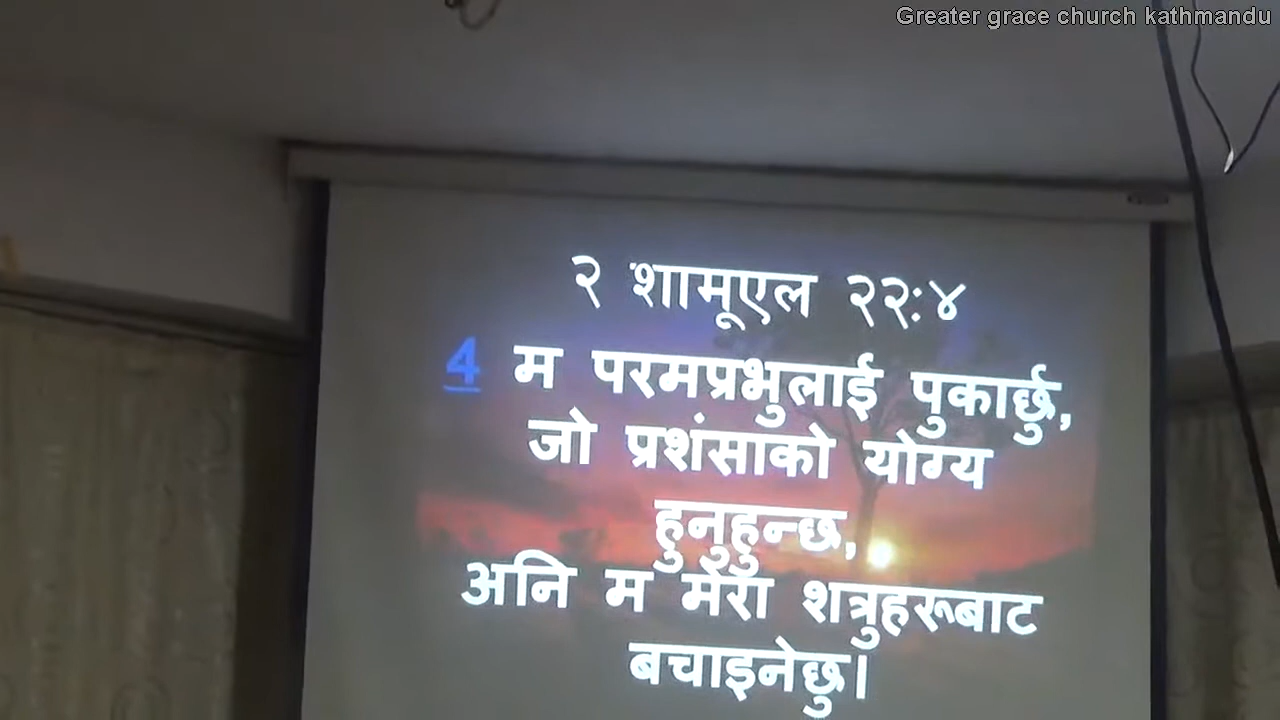 Greater grace church kathmandu
२ शामूएल २२:४
4 म परमप्रभुलाई पुकार्छु,
जो प्रशंसाको योग्य
हुनुहुन्छ,
अनि म मेरा शत्रुहरूबाट
बचाइनेछु।